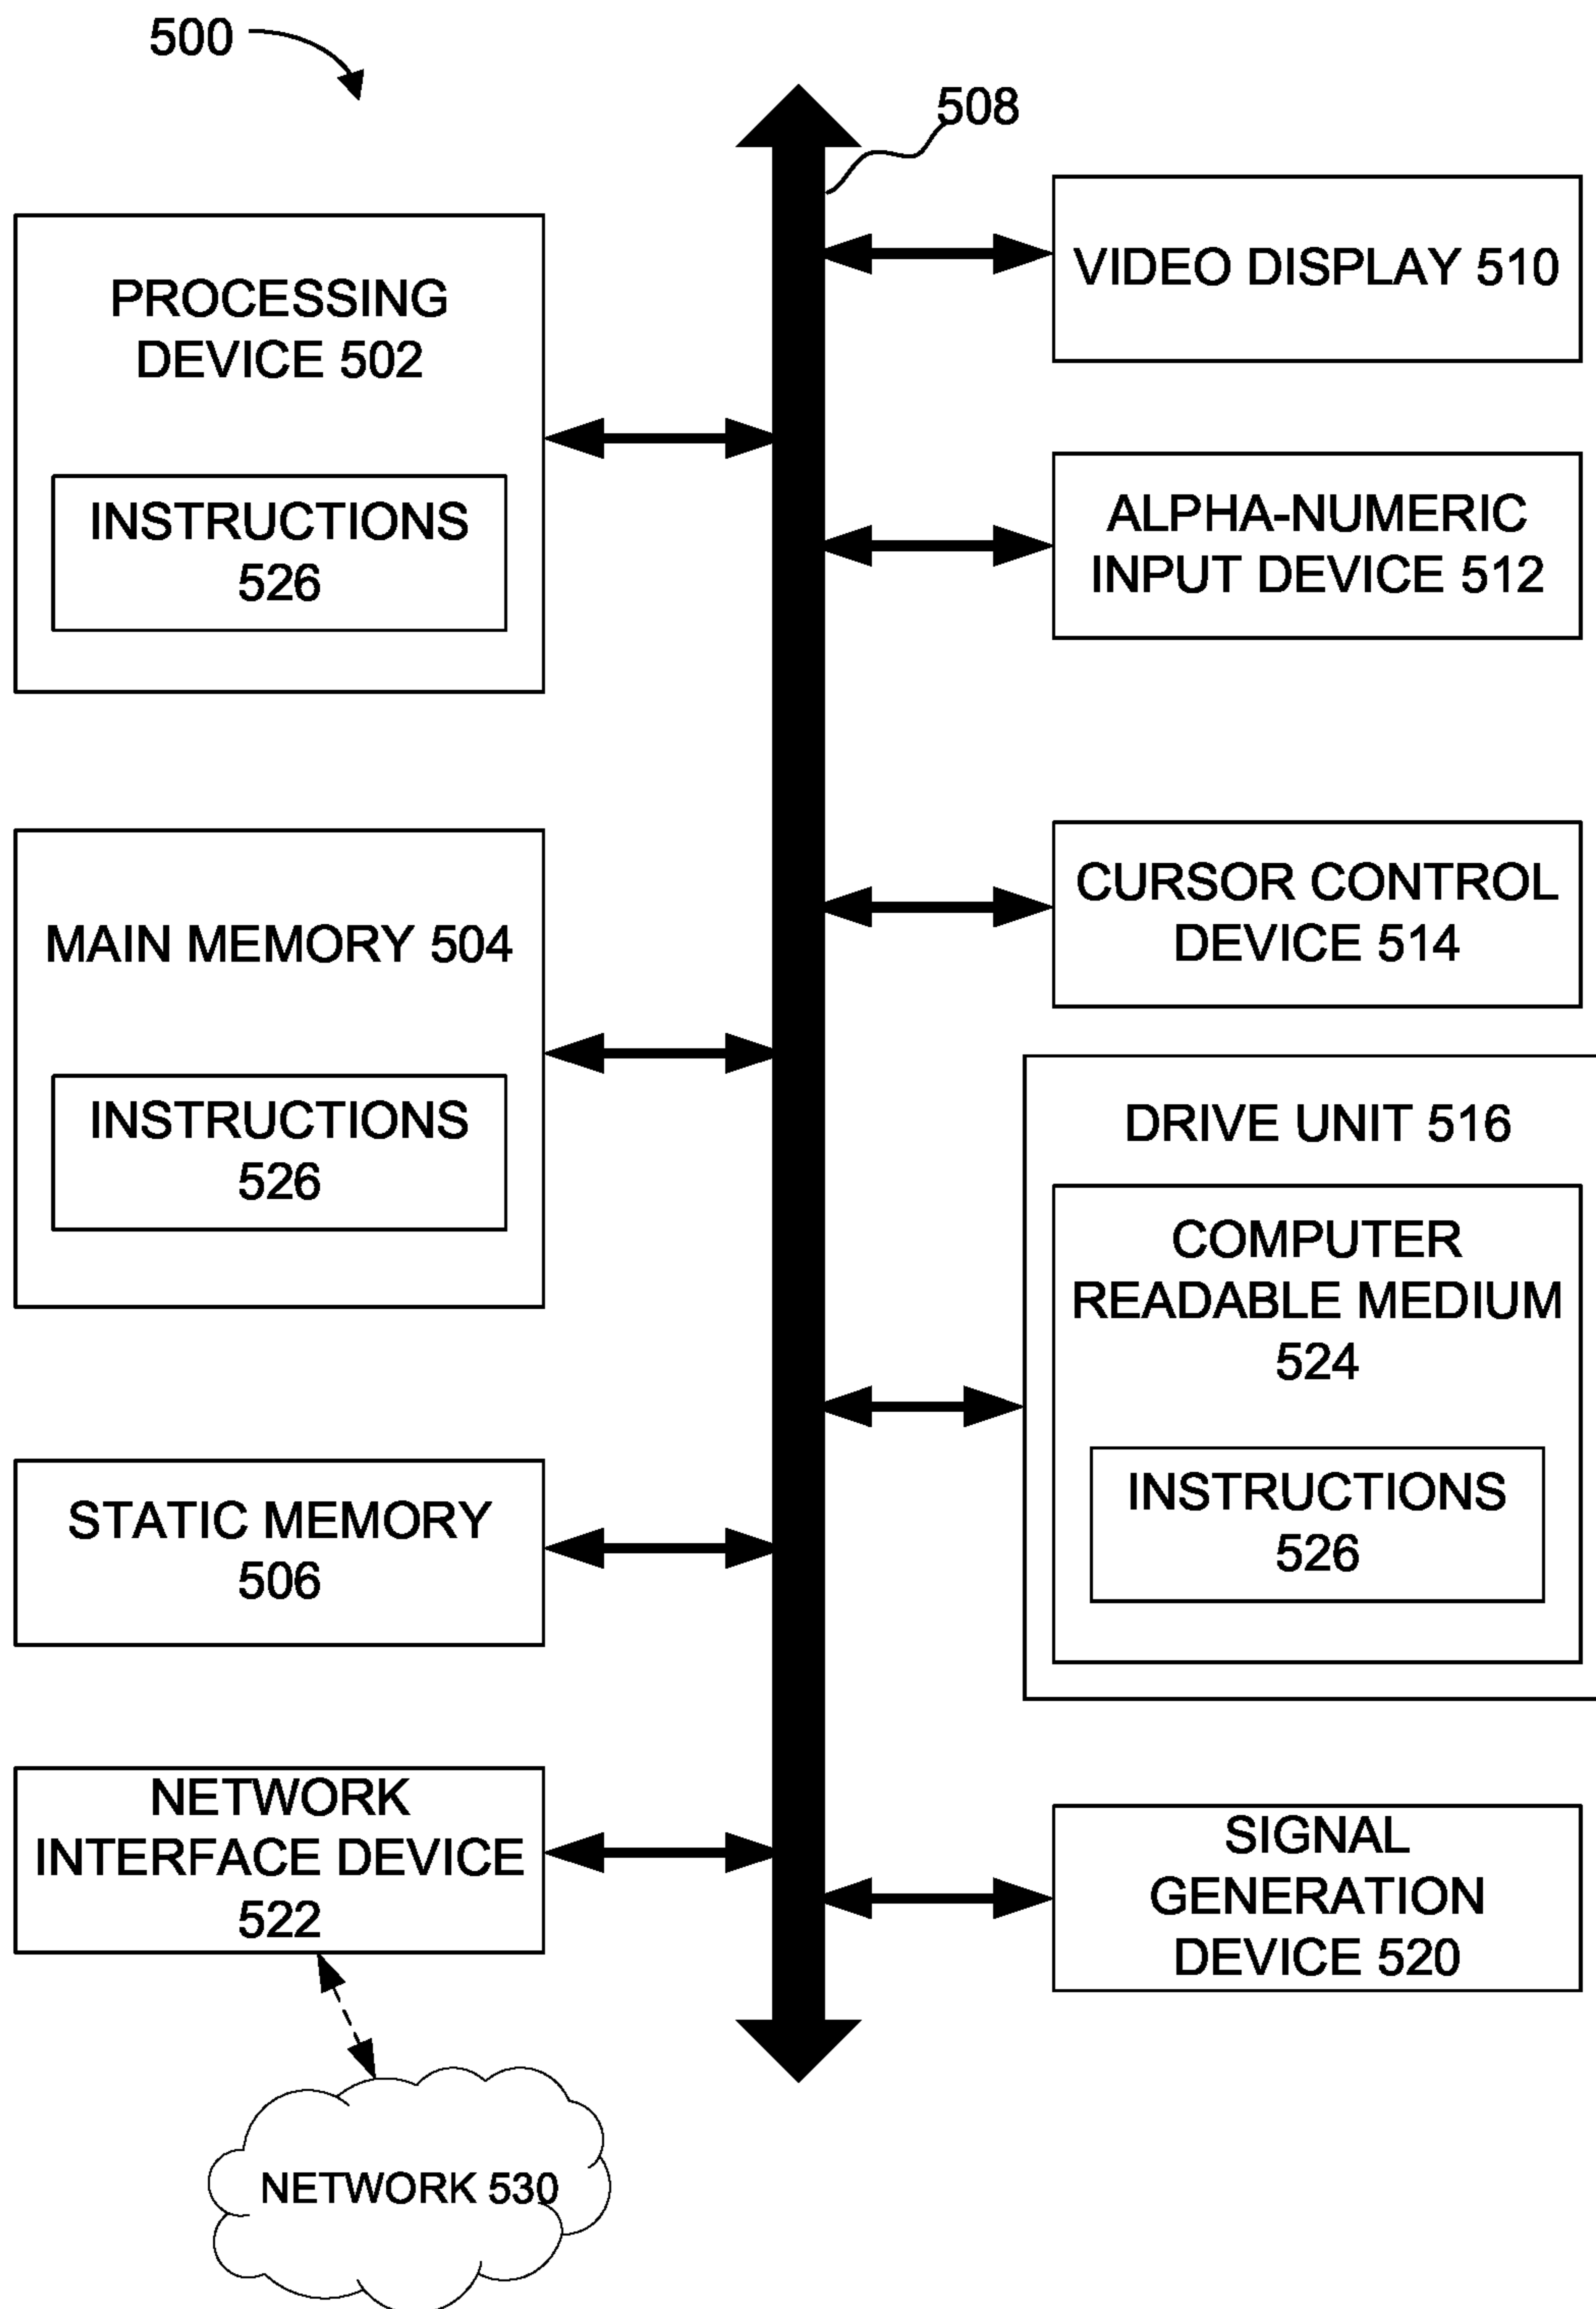 500
508
PROCESSING
DEVICE 502
INSTRUCTIONS
526
MAIN MEMORY 504
INSTRUCTIONS
526
STATIC MEMORY
506
NETWORK
INTERFACE DEVICE
522
NETWORK 530
VIDEO DISPLAY 510
ALPHA-NUMERIC
INPUT DEVICE 512
CURSOR CONTROL
DEVICE 514
DRIVE UNIT 516
COMPUTER
READABLE MEDIUM
524
INSTRUCTIONS
526
SIGNAL
GENERATION
DEVICE 520